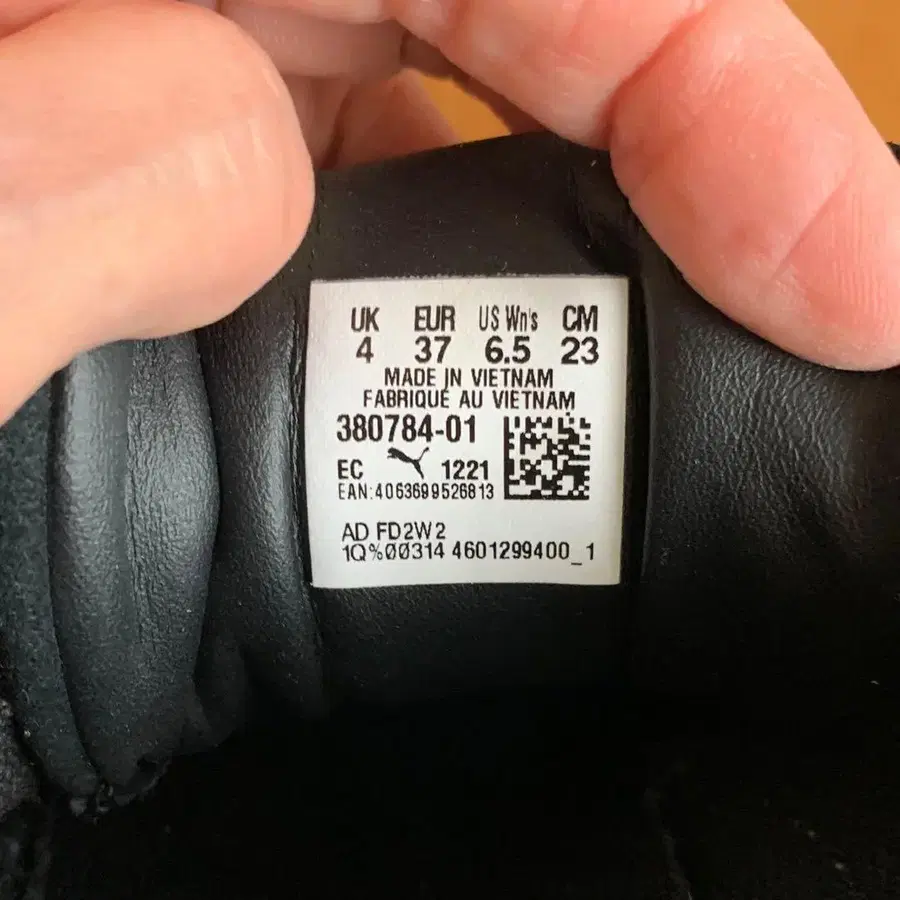 UK EUR US Wn's CM
4 37 6.5 23
MADE IN VIETNAM
FABRIQUÉ AU VIETNAM
380784-01
EC 1221
EAN:4063699526813
AD FD2W2
1Q%00314 4601299400_1